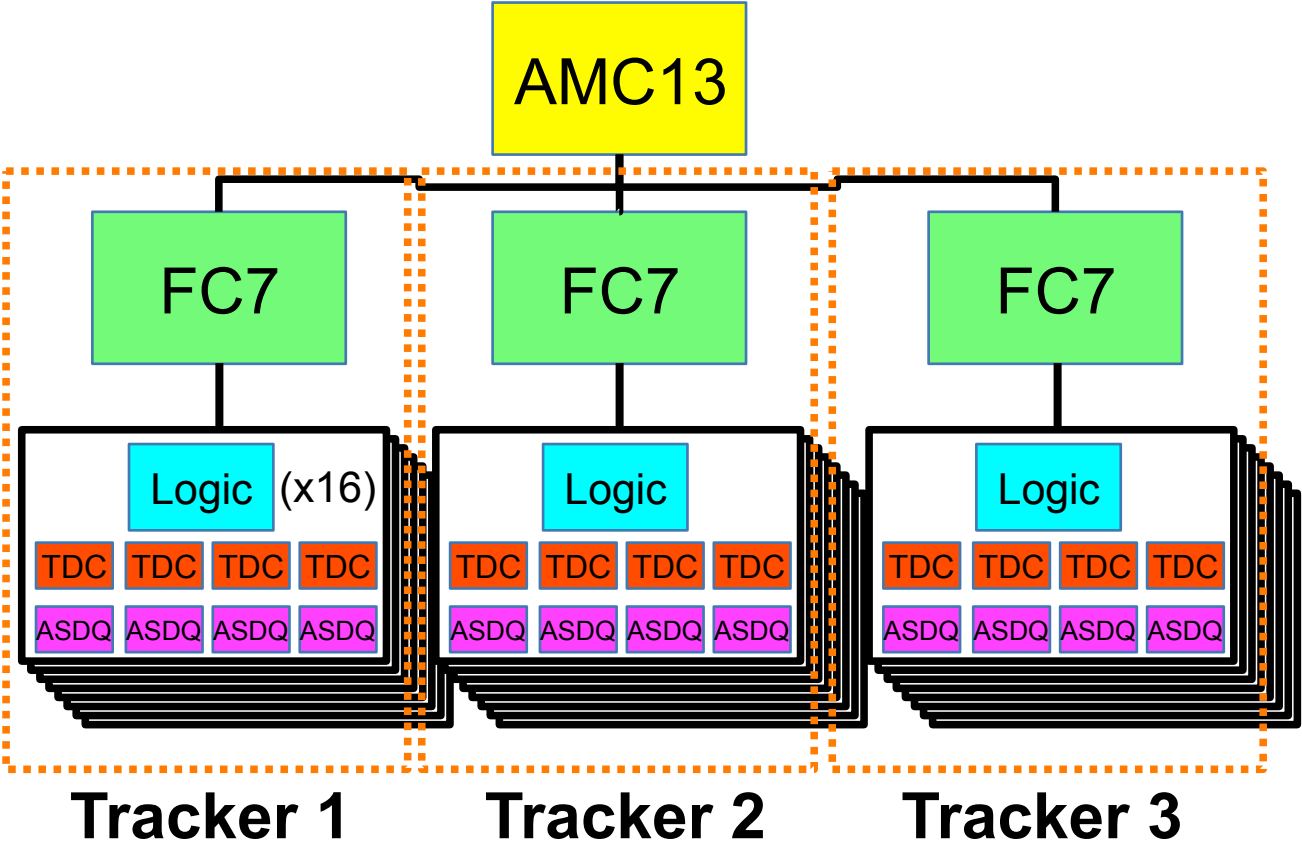 AMC13
FC7 FC7 FC7
Logic (x16) Logic Logic
TDC TDC TDC TDC TDC TDC TDC TDC TDC TDC TDC TDC
ASDQ ASDQ ASDQ ASDQ ASDQ ASDQ ASDQ ASDQ ASDQ ASDQ ASDQ ASDQ
Tracker 1 Tracker 2 Tracker 3